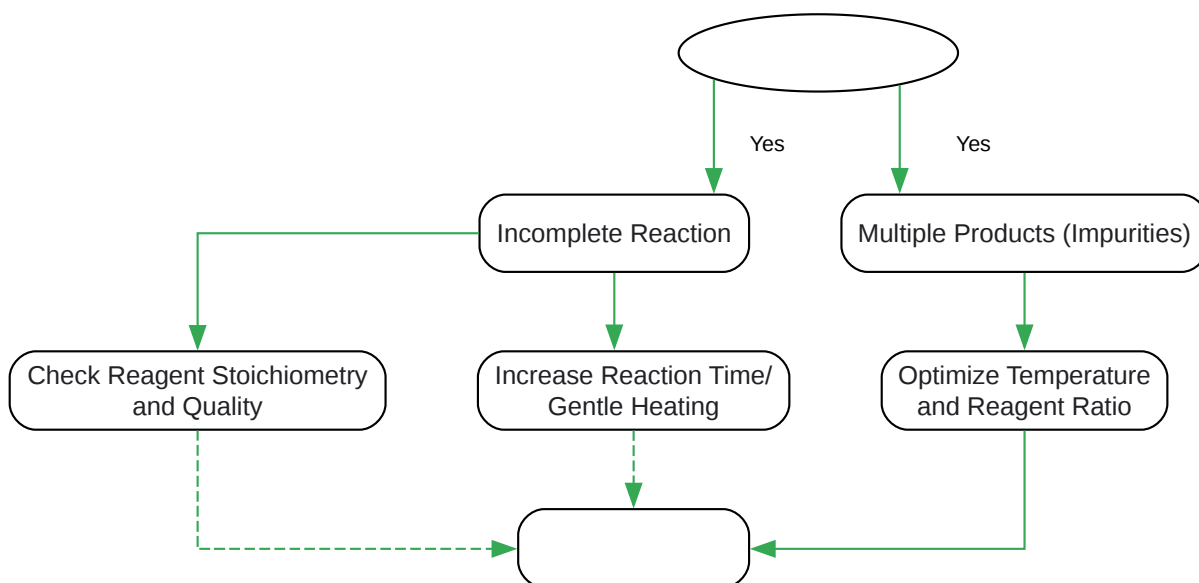 Yes
Yes
Incomplete Reaction
Multiple Products (Impurities)
Check Reagent Stoichiometry
and Quality
Increase Reaction Time/
Gentle Heating
Optimize Temperature
and Reagent Ratio